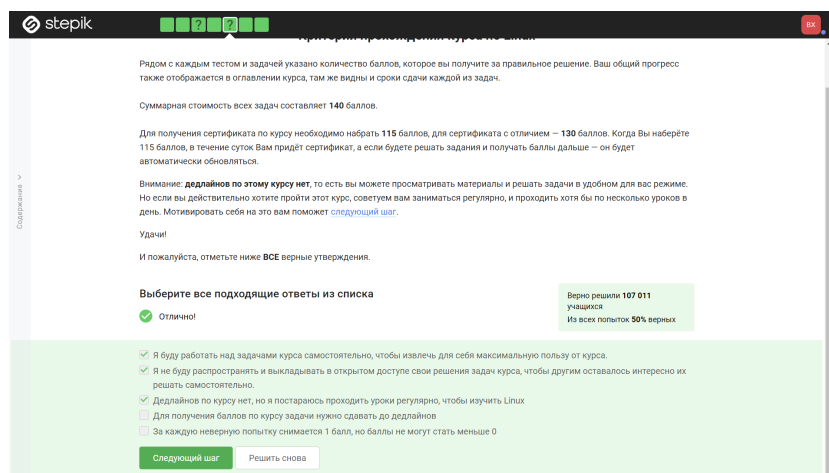 stepik
? ?
ВХ
Критерии прохождения курса по Linux
Рядом с каждым тестом и задачей указано количество баллов, которое вы получите за правильное решение. Ваш общий прогресс
также отображается в оглавлении курса, там же видны и сроки сдачи каждой из задач.
Суммарная стоимость всех задач составляет 140 баллов.
Для получения сертификата по курсу необходимо набрать 115 баллов, для сертификата с отличием — 130 баллов. Когда Вы наберёте
115 баллов, в течение суток Вам придёт сертификат, а если будете решать задания и получать баллы дальше — он будет
автоматически обновляться.
Внимание: дедлайнов по этому курсу нет, то есть вы можете просматривать материалы и решать задачи в удобном для вас режиме.
Но если вы действительно хотите пройти этот курс, советуем вам заниматься регулярно, и проходить хотя бы по несколько уроков в
день. Мотивировать себя на это вам поможет следующий шаг.
Содержание
Удачи!
И пожалуйста, отметьте ниже ВСЕ верные утверждения.
Выберите все подходящие ответы из списка
Отлично!
Верно решили 107 011
учащихся
Из всех попыток 50% верных
Я буду работать над задачами курса самостоятельно, чтобы извлечь для себя максимальную пользу от курса.
Я не буду распространять и выкладывать в открытом доступе свои решения задач курса, чтобы другим оставалось интересно их
решать самостоятельно.
Дедлайнов по курсу нет, но я постараюсь проходить уроки регулярно, чтобы изучить Linux
Для получения баллов по курсу задачи нужно сдавать до дедлайнов
За каждую неверную попытку снимается 1 балл, но баллы не могут стать меньше 0
Следующий шаг
Решить снова